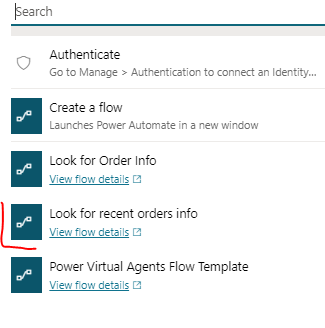 Search
Authenticate
Go to Manage > Authentication to connect an Identity...
Create a flow
Launches Power Automate in a new window
Look for Order Info
View flow details
Look for recent orders info
View flow details
Power Virtual Agents Flow Template
View flow details